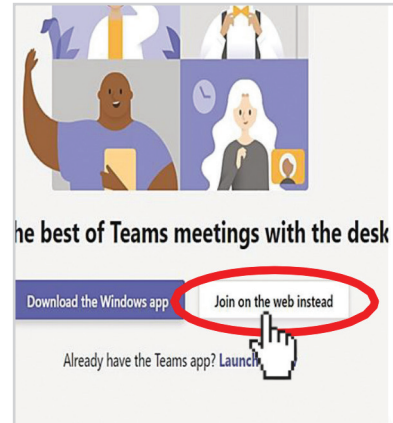 he best of Teams meetings with the desk
Download the Windows app
Join on the web instead
Already have the Teams app? Launch